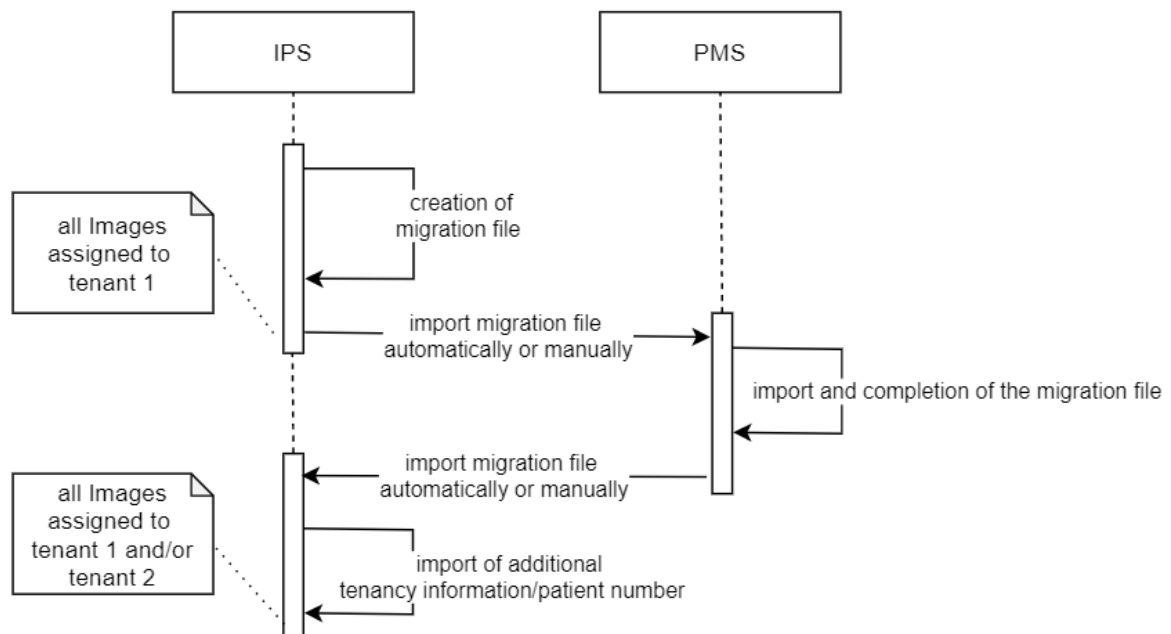 IPS
PMS
creation of
migration file
all Images
assigned to
tenant 1
import migration file
automatically or manually
import and completion of the migration file
import migration file
automatically or manually
all Images
assigned to
tenant 1 and/or
tenant 2
import of additional
tenancy information/patient number